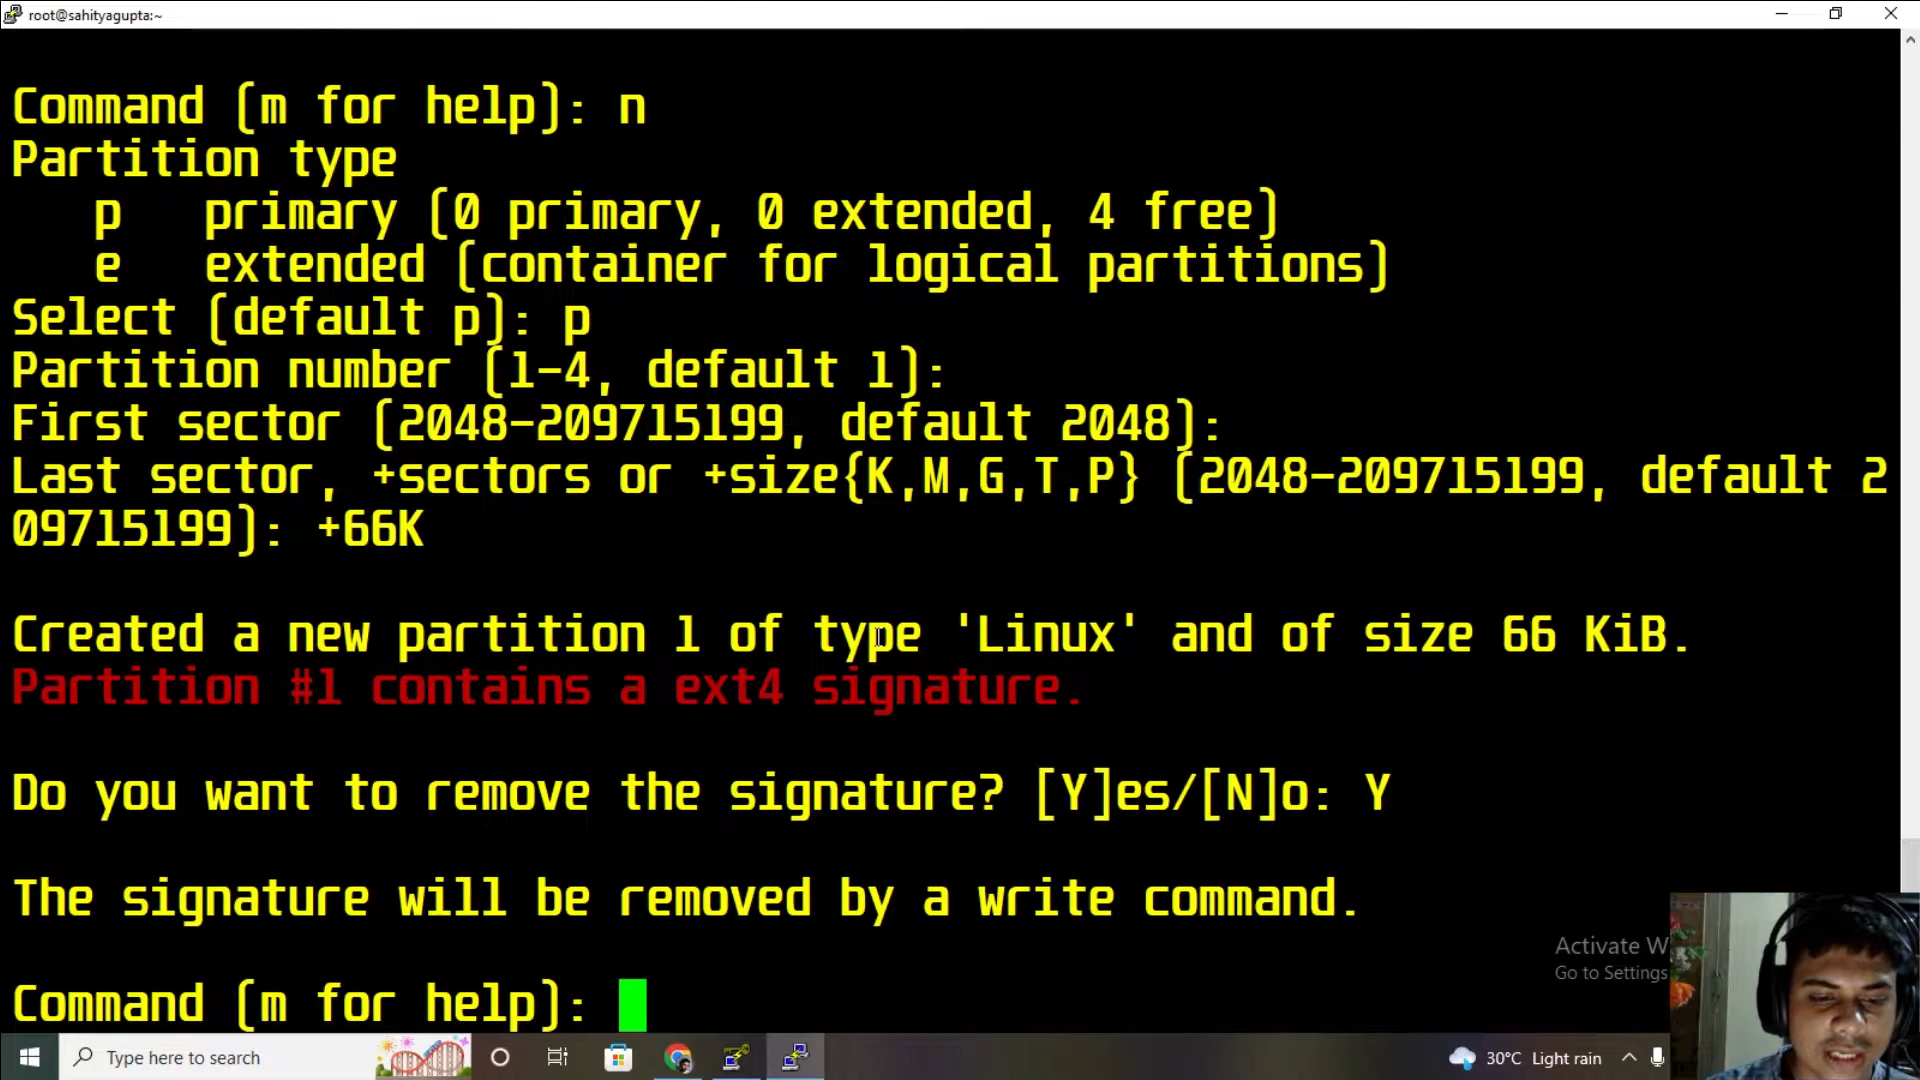 root@sahityagupta:~
Command (m for help): n
Partition type
p   primary (0 primary, 0 extended, 4 free)
e   extended (container for logical partitions)
Select (default p): p
Partition number (1-4, default 1):
First sector (2048-209715199, default 2048):
Last sector, +sectors or +size{K,M,G,T,P} (2048-209715199, default 2
09715199): +66K
Created a new partition 1 of type 'Linux' and of size 66 KiB.
Partition #1 contains a ext4 signature.
Do you want to remove the signature? [Y]es/[N]o: Y
The signature will be removed by a write command.
Activate W
Go to Settings
Command (m for help):
Type here to search
30°C Light rain